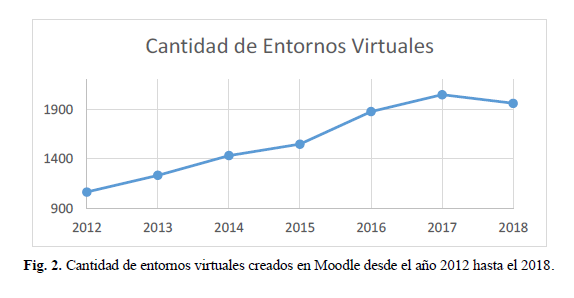 Cantidad de Entornos Virtuales
1900
1400
900
2012 2013 2014 2015 2016 2017 2018
Fig. 2. Cantidad de entornos virtuales creados en Moodle desde el año 2012 hasta el 2018.